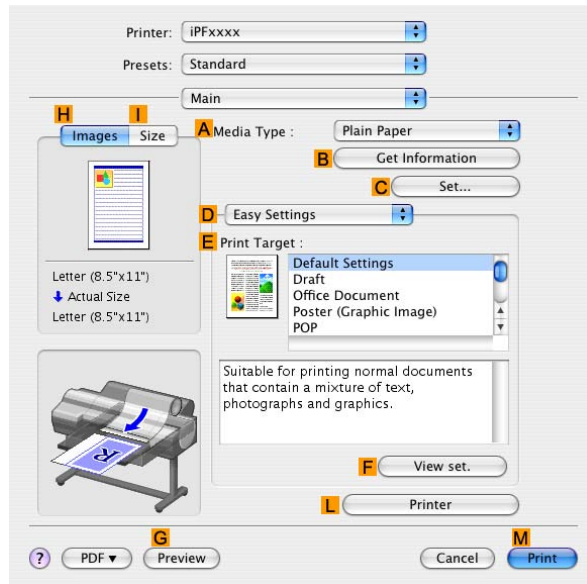 Printer: iPFxxxx
Presets: Standard
Main
H I
Images Size
A Media Type : Plain Paper
B Get Information
C Set...
D Easy Settings
E Print Target :
Default Settings
Draft
Office Document
Poster (Graphic Image)
POP
Letter (8.5"x11")
Actual Size
Letter (8.5"x11")
Suitable for printing normal documents
that contain a mixture of text,
photographs and graphics.
R
F View set.
L Printer
G M
? PDF Preview Cancel Print